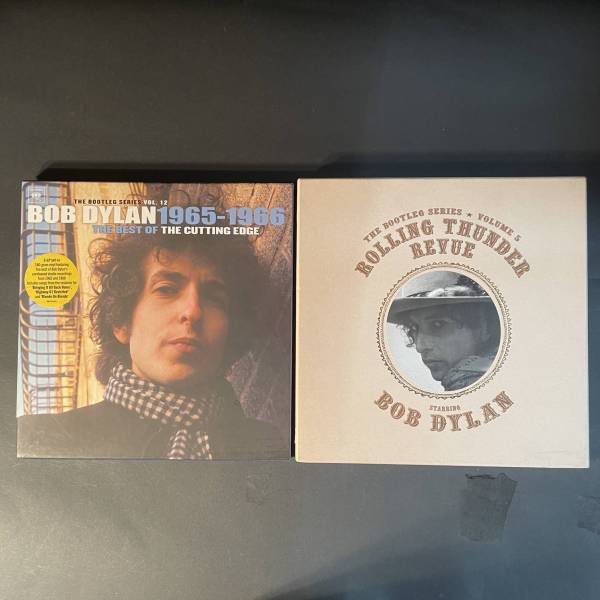 THE BOOTLEG SERIES VOL. 12
BOB DYLAN 1965-1966
THE BEST OF THE CUTTING EDGE
THE BOOTLEG SERIES ★ VOLUME 5
ROLLING THUNDER
REVUE
STARRING
BOB DYLAN